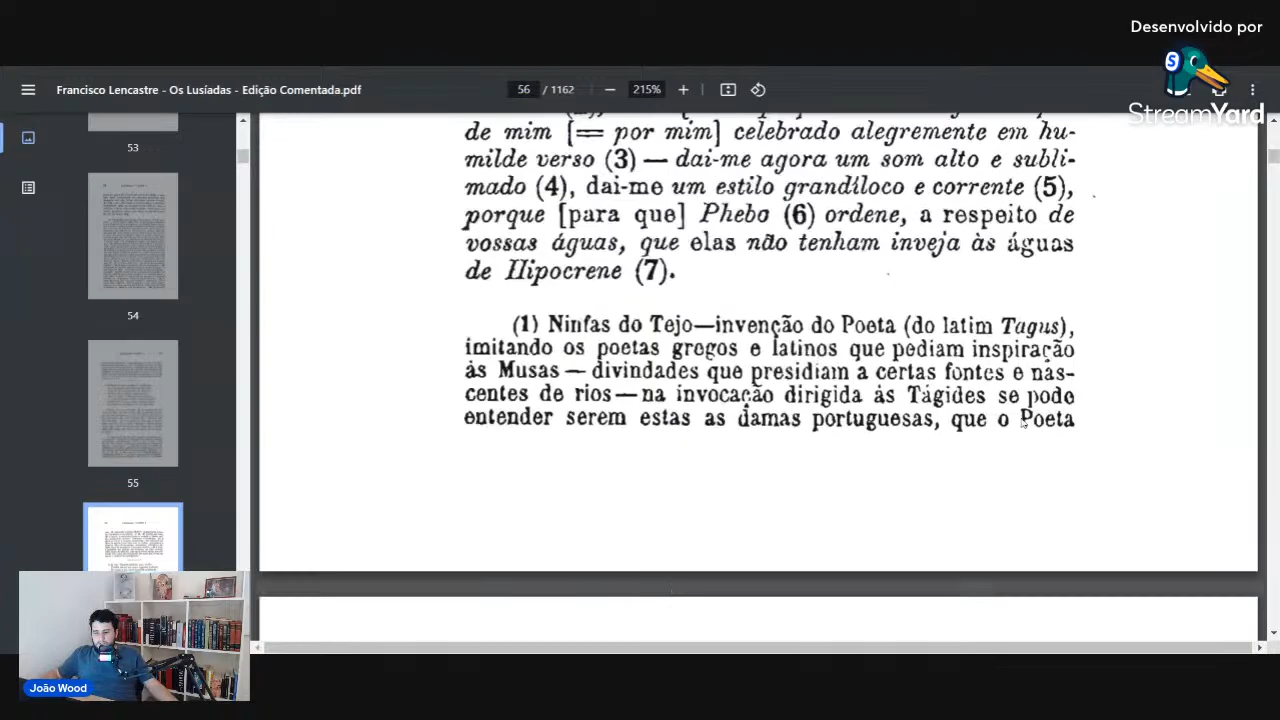 Desenvolvido por
StreamYard
Francisco Lencastre - Os Lusíadas - Edição Comentada.pdf
56 / 1162
215%
53
54
55
de mim [= por mim] celebrado alegremente em hu-
milde verso (3) — dai-me agora um som alto e subli-
mado (4), dai-me um estilo grandíloco e corrente (5),
porque [para que] Phebo (6) ordene, a respeito de
vossas águas, que elas não tenham inveja às águas
de Hipocrene (7).
(1) Ninfas do Tejo—invenção do Poeta (do latim Tagus),
imitando os poetas gregos e latinos que pediam inspiração
às Musas — divindades que presidiam a certas fontes e nas-
centes de rios — na invocação dirigida às Tágides se pode
entender serem estas as damas portuguesas, que o Poeta
João Wood